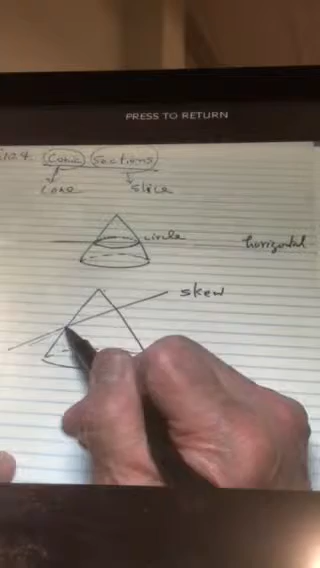 PRESS TO RETURN
Conic Sections
Cone slice
circle horizontal
skew